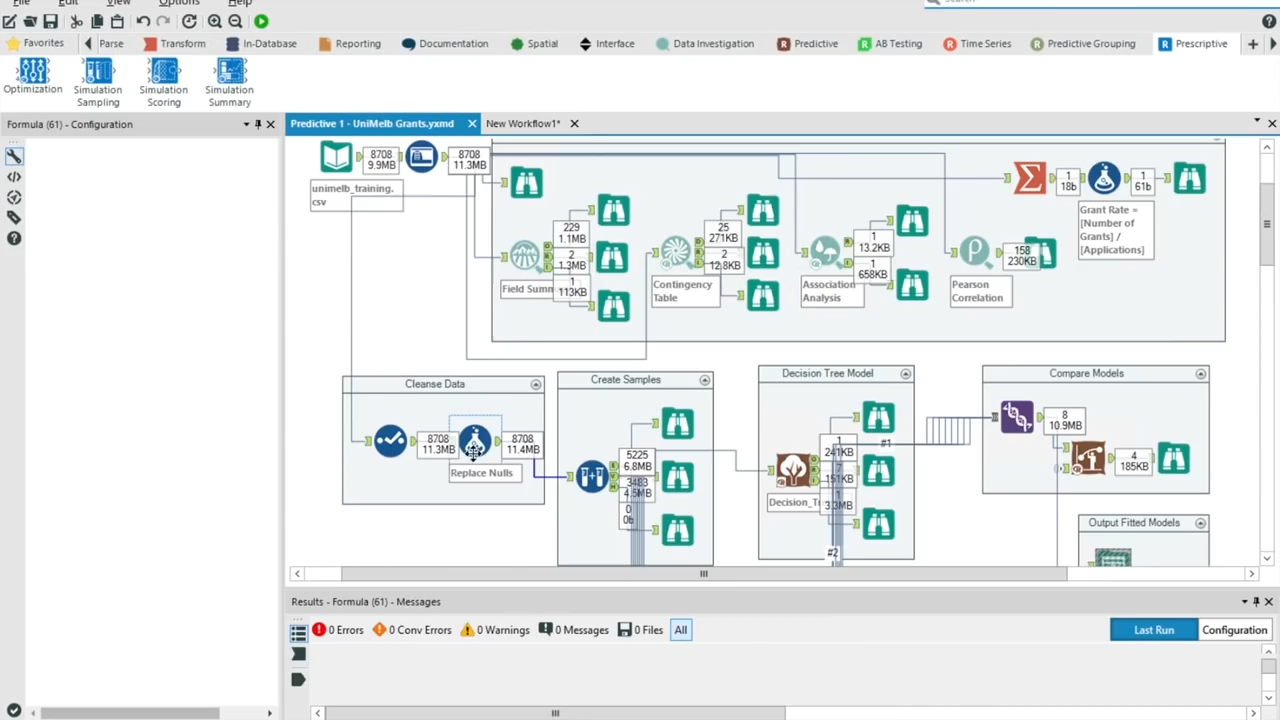 File Edit View Options Help
Search
Favorites Parse Transform In-Database Reporting Documentation Spatial Interface Data Investigation Predictive AB Testing Time Series Predictive Grouping Prescriptive
Optimization Simulation Sampling Simulation Scoring Simulation Summary
Formula (61) - Configuration
Predictive 1 - UniMelb Grants.yxmd
New Workflow1*
8708
9.9MB
8708
11.3MB
unimelb_training.
csv
229
1.1MB
2
1.3MB
1
113KB
Field Summ
25
271KB
2
12.8KB
Contingency
Table
1
13.2KB
1
658KB
Association
Analysis
158
230KB
Pearson
Correlation
1
18b
1
61b
Grant Rate =
[Number of
Grants] /
[Applications]
Cleanse Data
8708
11.3MB
8708
11.4MB
Replace Nulls
Create Samples
5225
6.8MB
3483
4.5MB
0
0b
Decision Tree Model
1
241KB
7
151KB
1
3.3MB
Decision_Tr
#1
#2
Compare Models
8
10.9MB
4
185KB
Output Fitted Models
Results - Formula (61) - Messages
0 Errors 0 Conv Errors 0 Warnings 0 Messages 0 Files All
Last Run Configuration